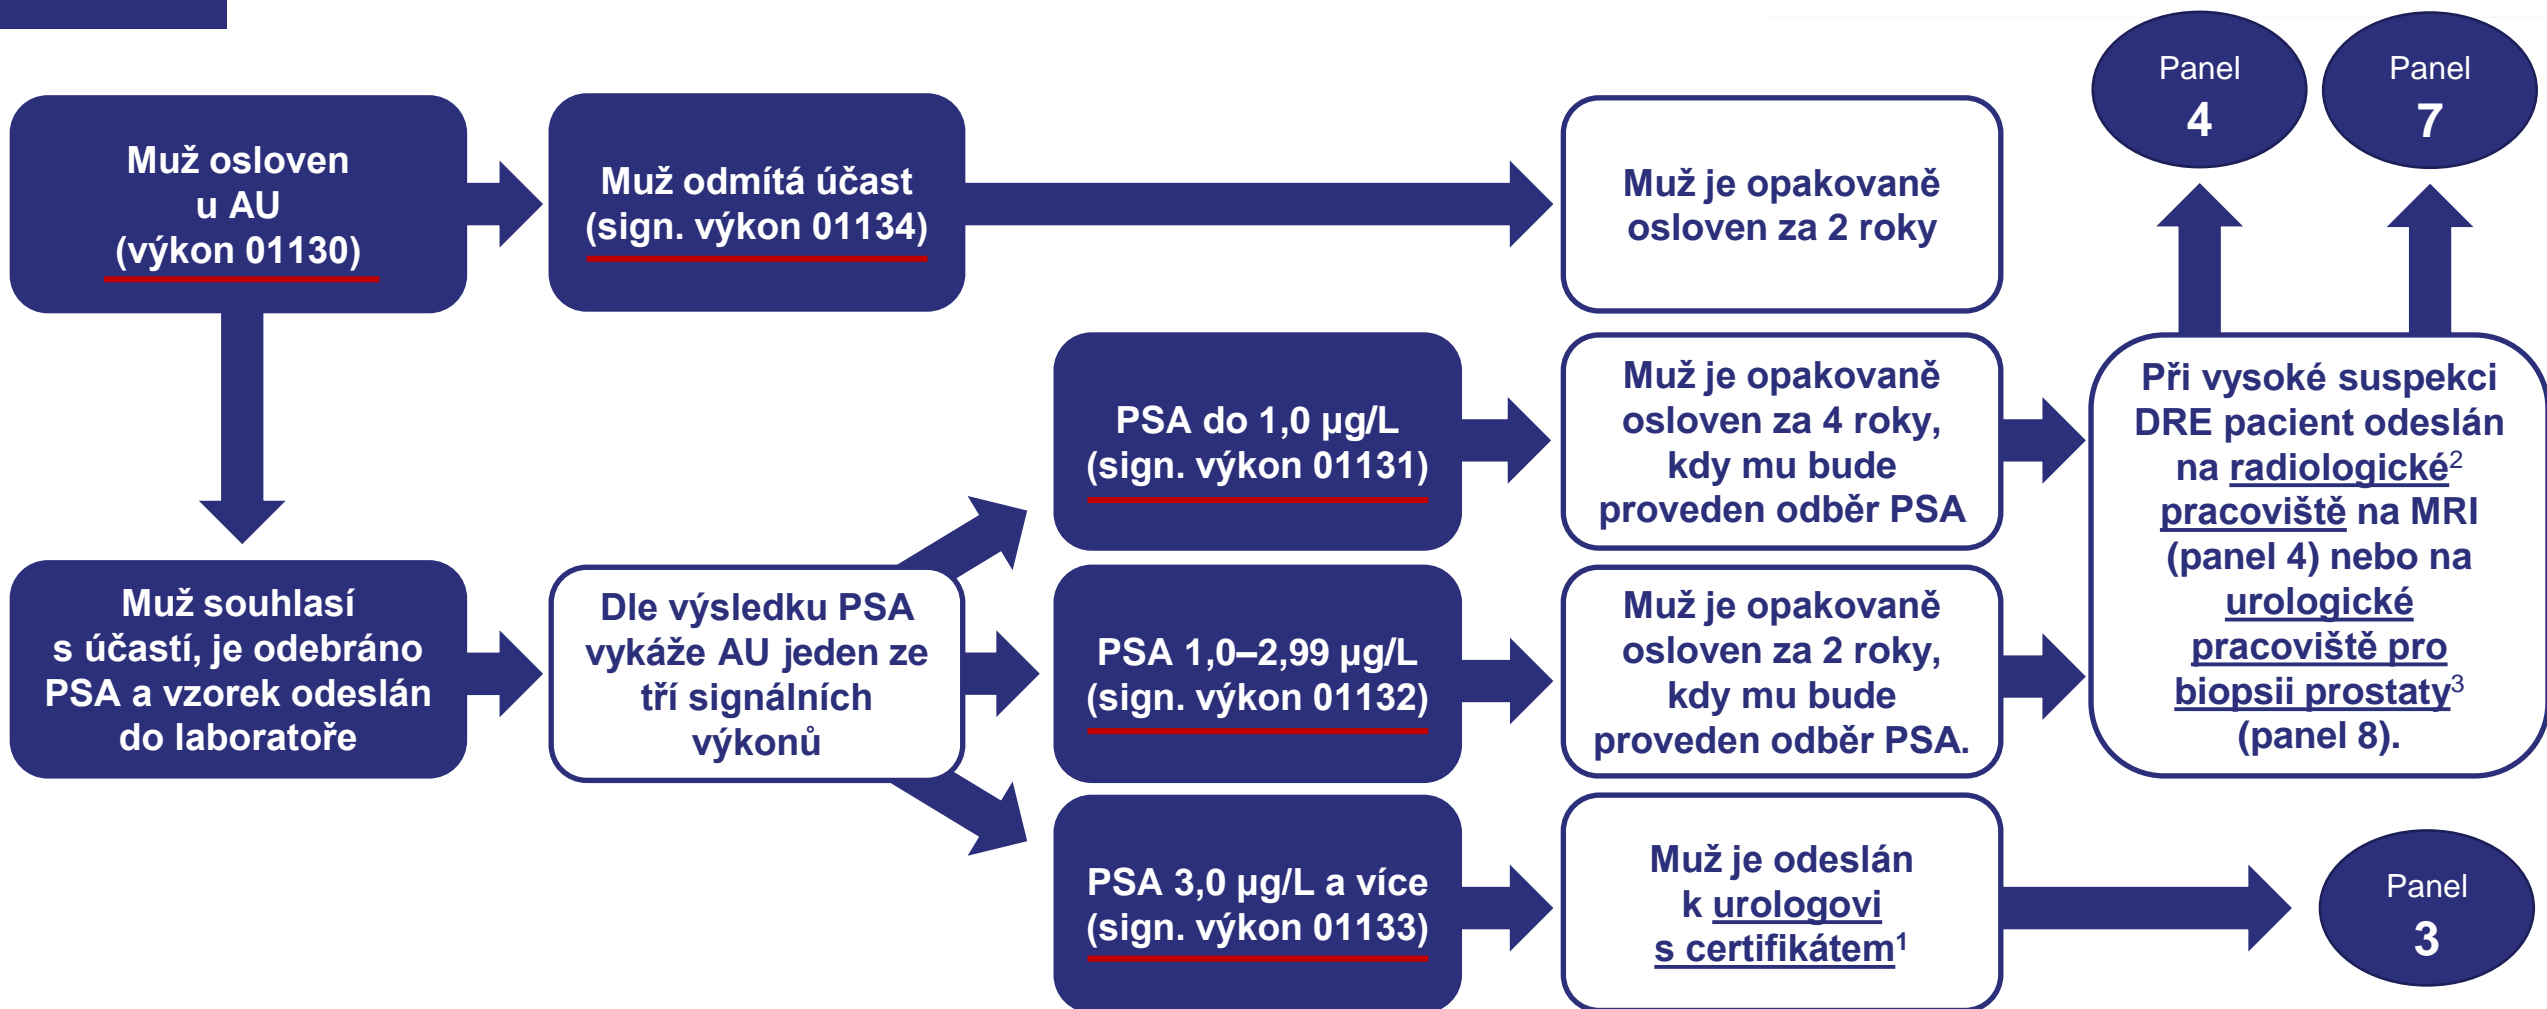 Muž osloven
u AU
(výkon 01130)
Muž odmítá účast
(sign. výkon 01134)
Muž je opakovaně
osloven za 2 roky
Panel
4
Panel
7
Muž souhlasí
s účastí, je odebráno
PSA a vzorek odeslán
do laboratoře
Dle výsledku PSA
vykáže AU jeden ze
tří signálních
výkonů
PSA do 1,0 µg/L
(sign. výkon 01131)
Muž je opakovaně
osloven za 4 roky,
kdy mu bude
proveden odběr PSA
PSA 1,0–2,99 µg/L
(sign. výkon 01132)
Muž je opakovaně
osloven za 2 roky,
kdy mu bude
proveden odběr PSA.
Při vysoké suspekci
DRE pacient odeslán
na radiologické²
pracoviště na MRI
(panel 4) nebo na
urologické
pracoviště pro
biopsii prostaty³
(panel 8).
PSA 3,0 µg/L a více
(sign. výkon 01133)
Muž je odeslán
k urologovi
s certifikátem¹
Panel
3